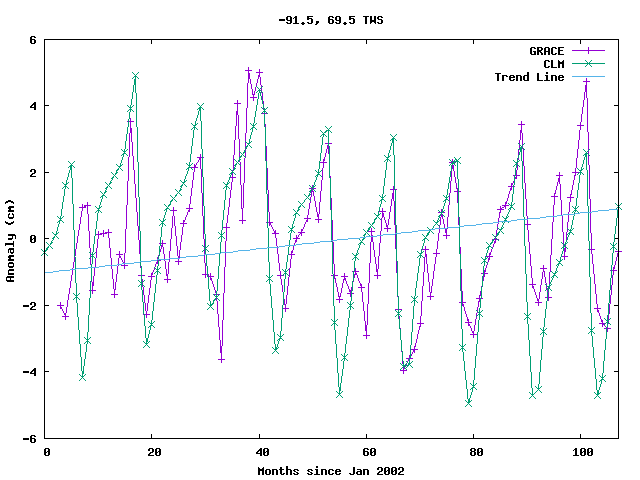 -91.5, 69.5 TWS
GRACE
CLM
Trend Line
6
4
2
0
-2
-4
-6
Anomaly (cm)
0 20 40 60 80 100
Months since Jan 2002